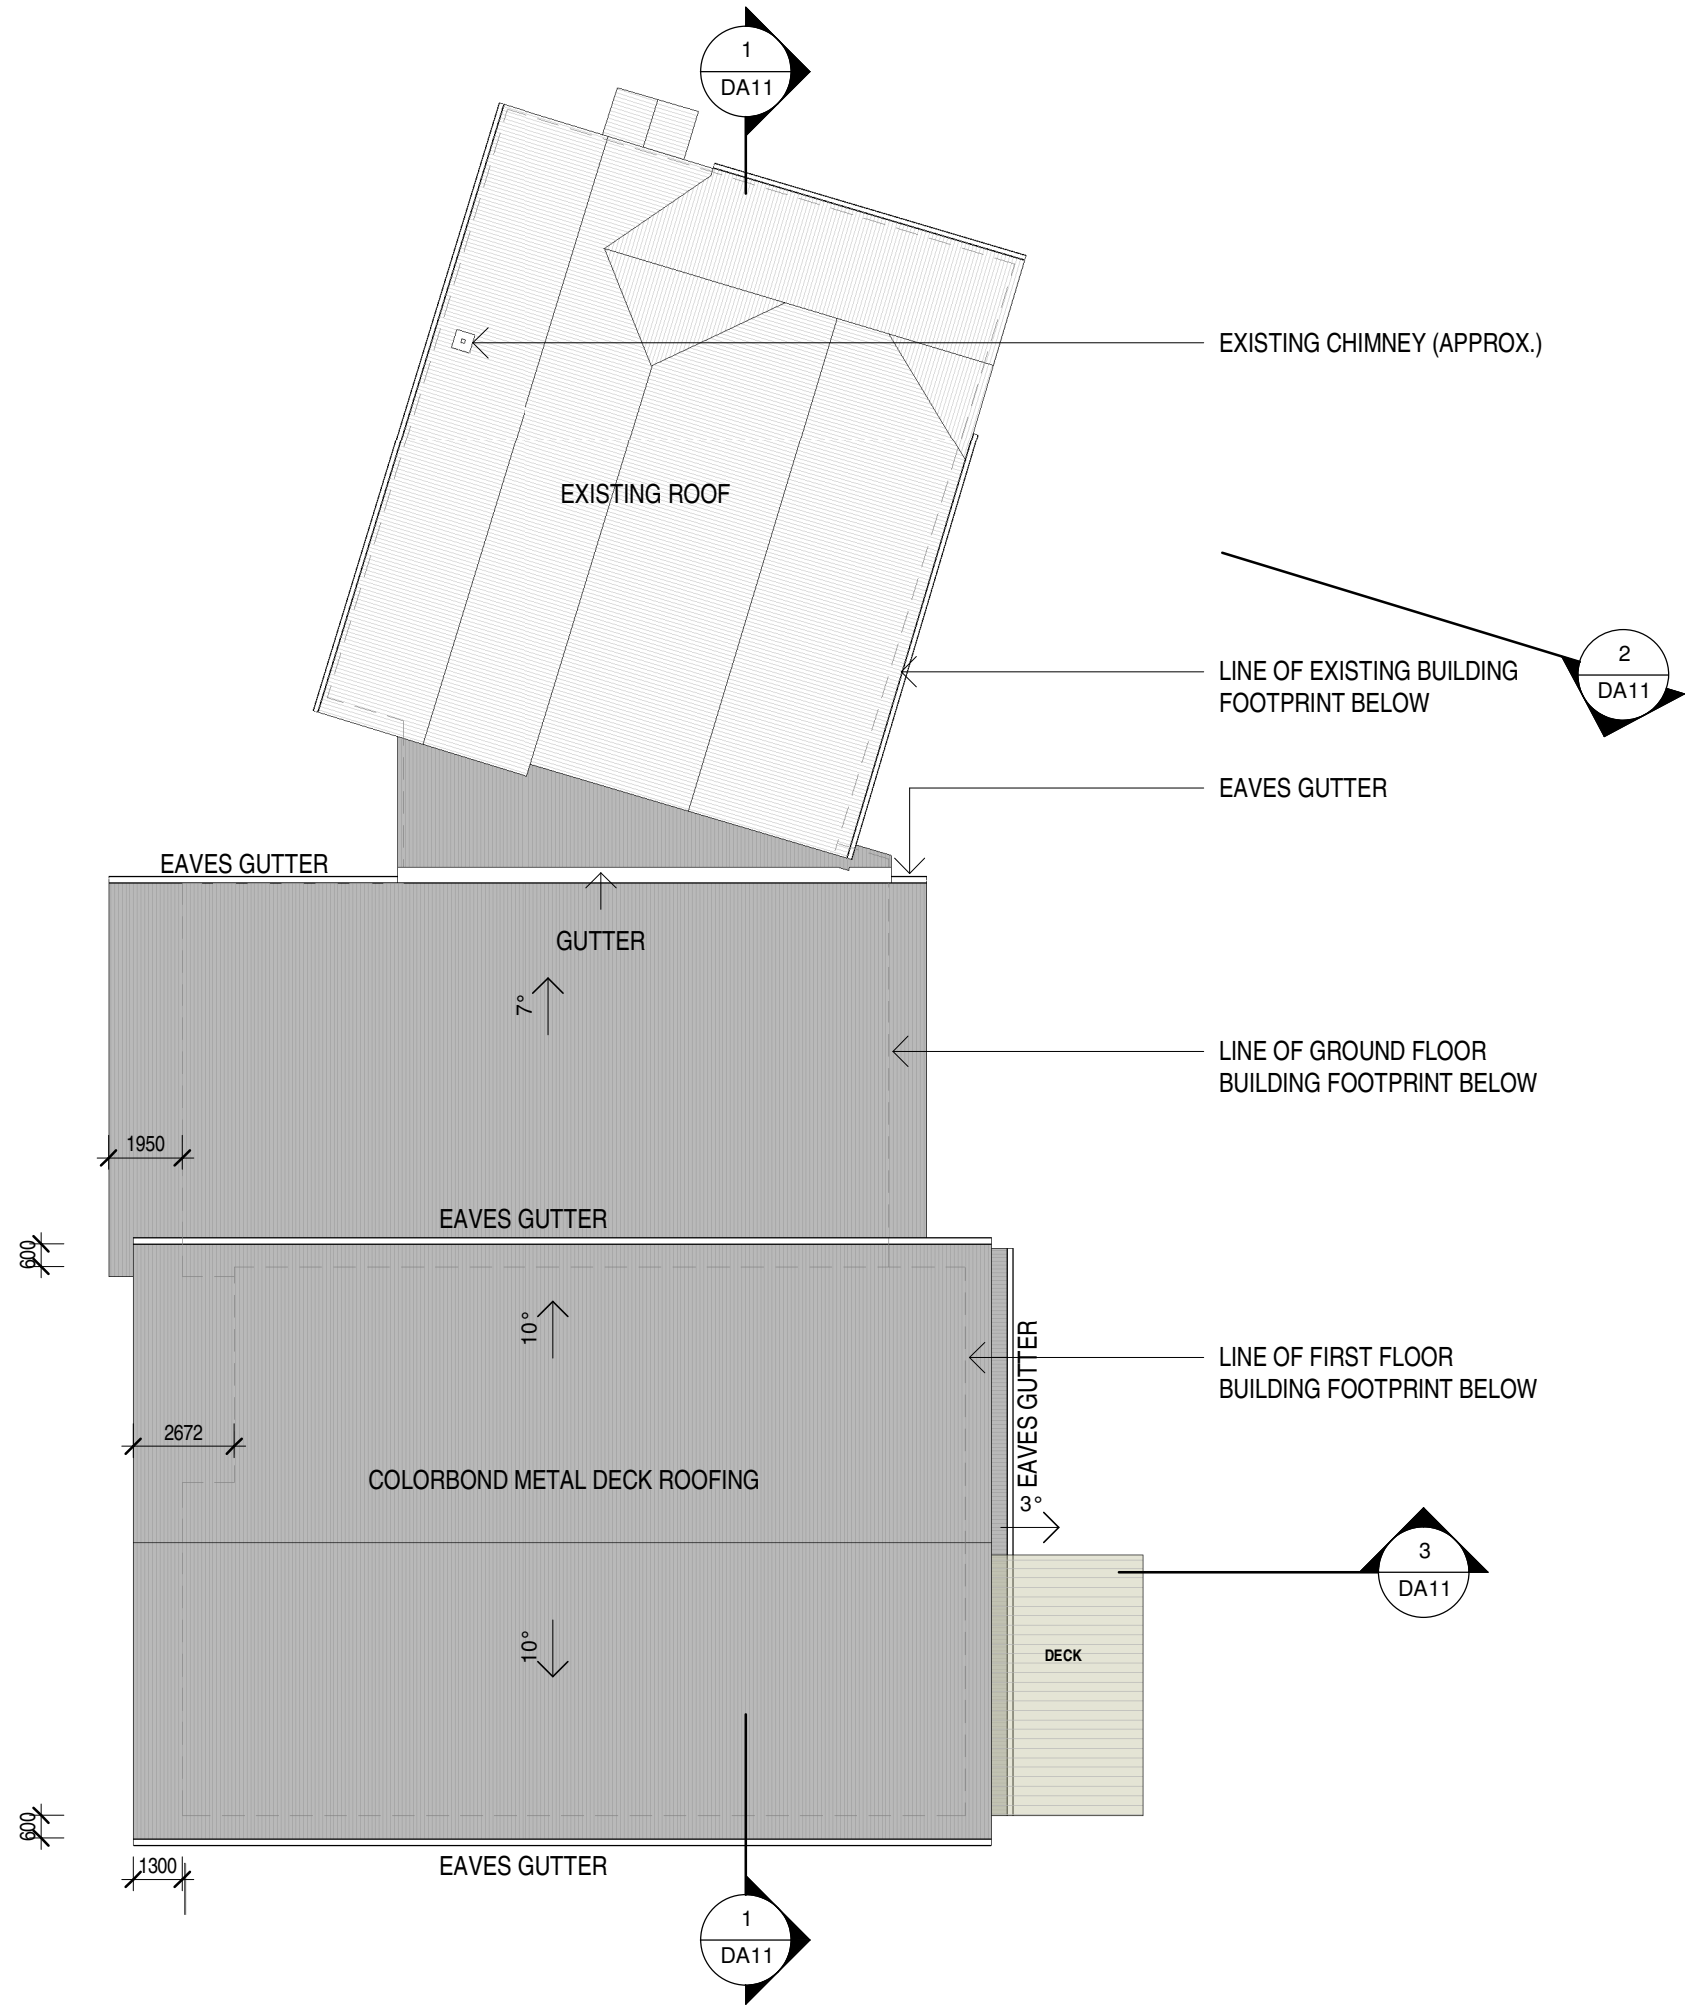 1
DA11
EXISTING CHIMNEY (APPROX.)
EXISTING ROOF
2
DA11
LINE OF EXISTING BUILDING
FOOTPRINT BELOW
EAVES GUTTER
EAVES GUTTER
GUTTER
7°
LINE OF GROUND FLOOR
BUILDING FOOTPRINT BELOW
1950
EAVES GUTTER
600
10°
EAVES GUTTER
LINE OF FIRST FLOOR
BUILDING FOOTPRINT BELOW
2672
COLORBOND METAL DECK ROOFING
3°
3
DA11
10°
DECK
600
1300
EAVES GUTTER
1
DA11